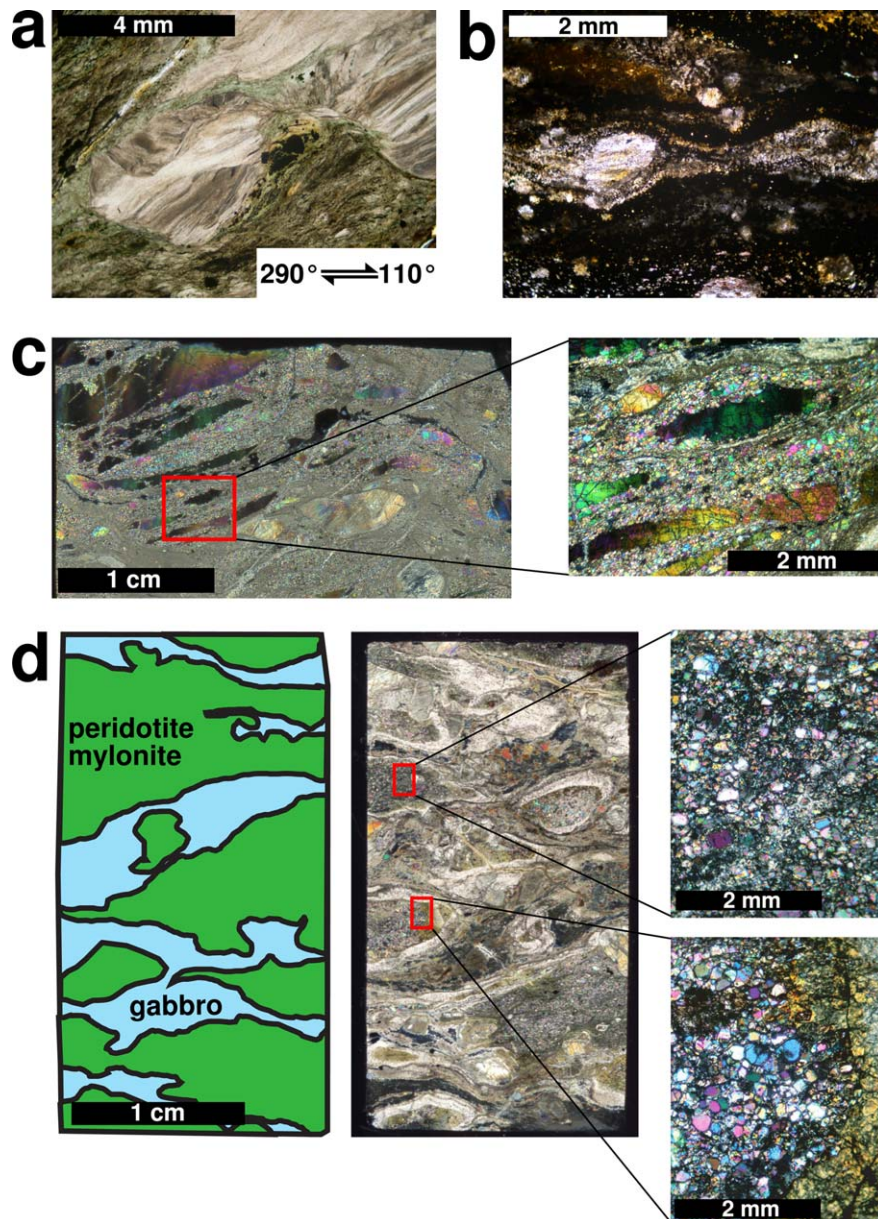 a
4 mm
290° ⇌ 110°
b
2 mm
c
1 cm
2 mm
d
peridotite
mylonite
gabbro
1 cm
2 mm
2 mm